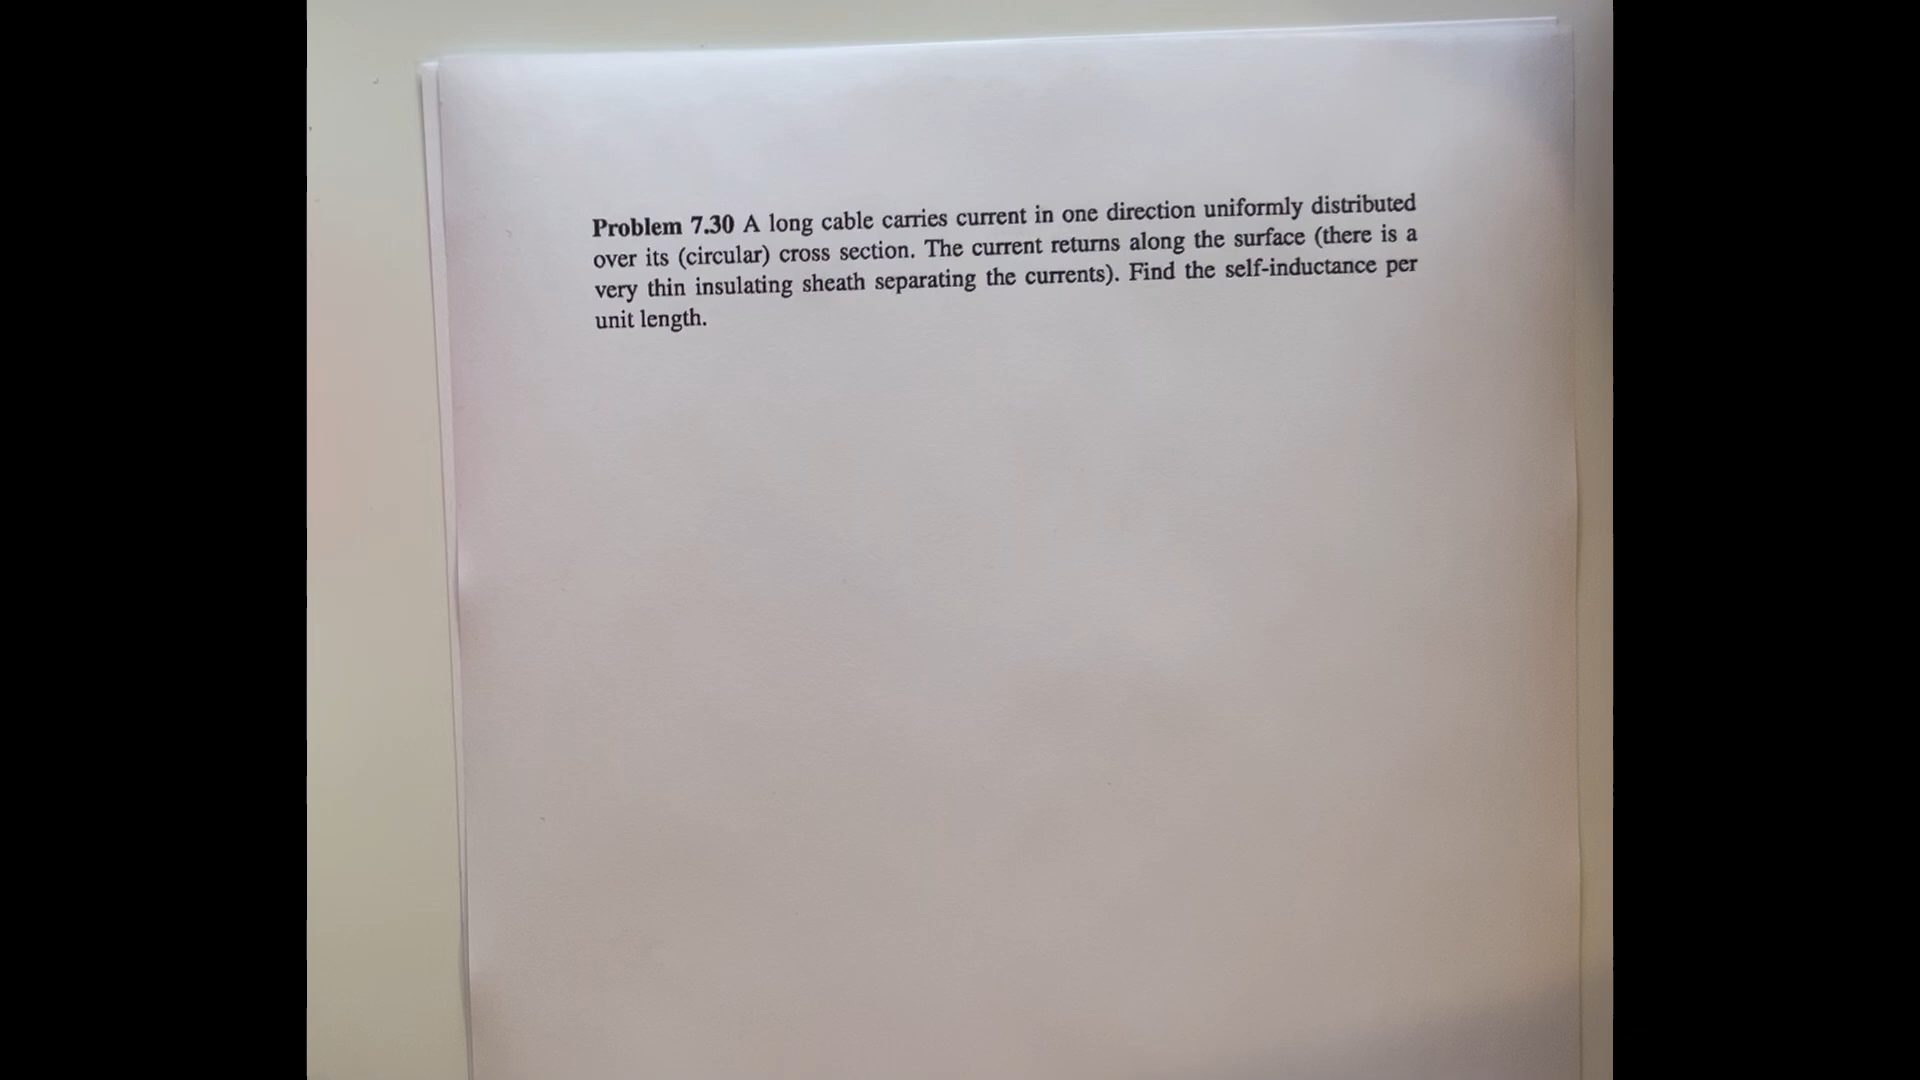 Problem 7.30 A long cable carries current in one direction uniformly distributed
over its (circular) cross section. The current returns along the surface (there is a
very thin insulating sheath separating the currents). Find the self-inductance per
unit length.